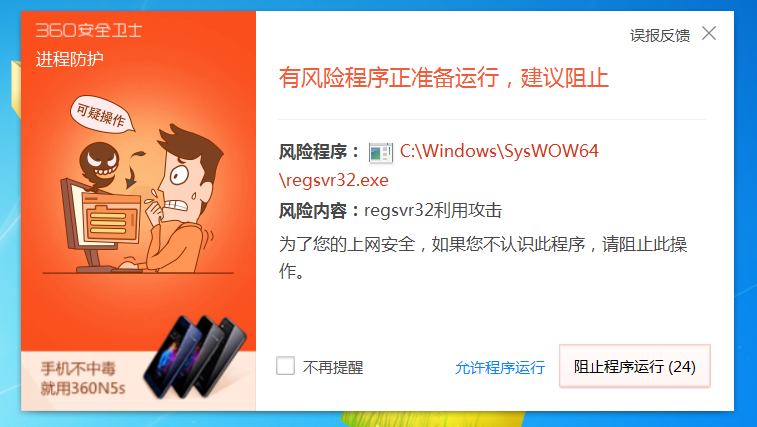 360安全卫士
进程防护
可疑操作
手机不中毒
就用360N5s
误报反馈
有风险程序正准备运行，建议阻止
风险程序： C:\Windows\SysWOW64
\regsvr32.exe
风险内容：regsvr32利用攻击
为了您的上网安全，如果您不认识此程序，请阻止此操
作。
不再提醒
允许程序运行
阻止程序运行 (24)